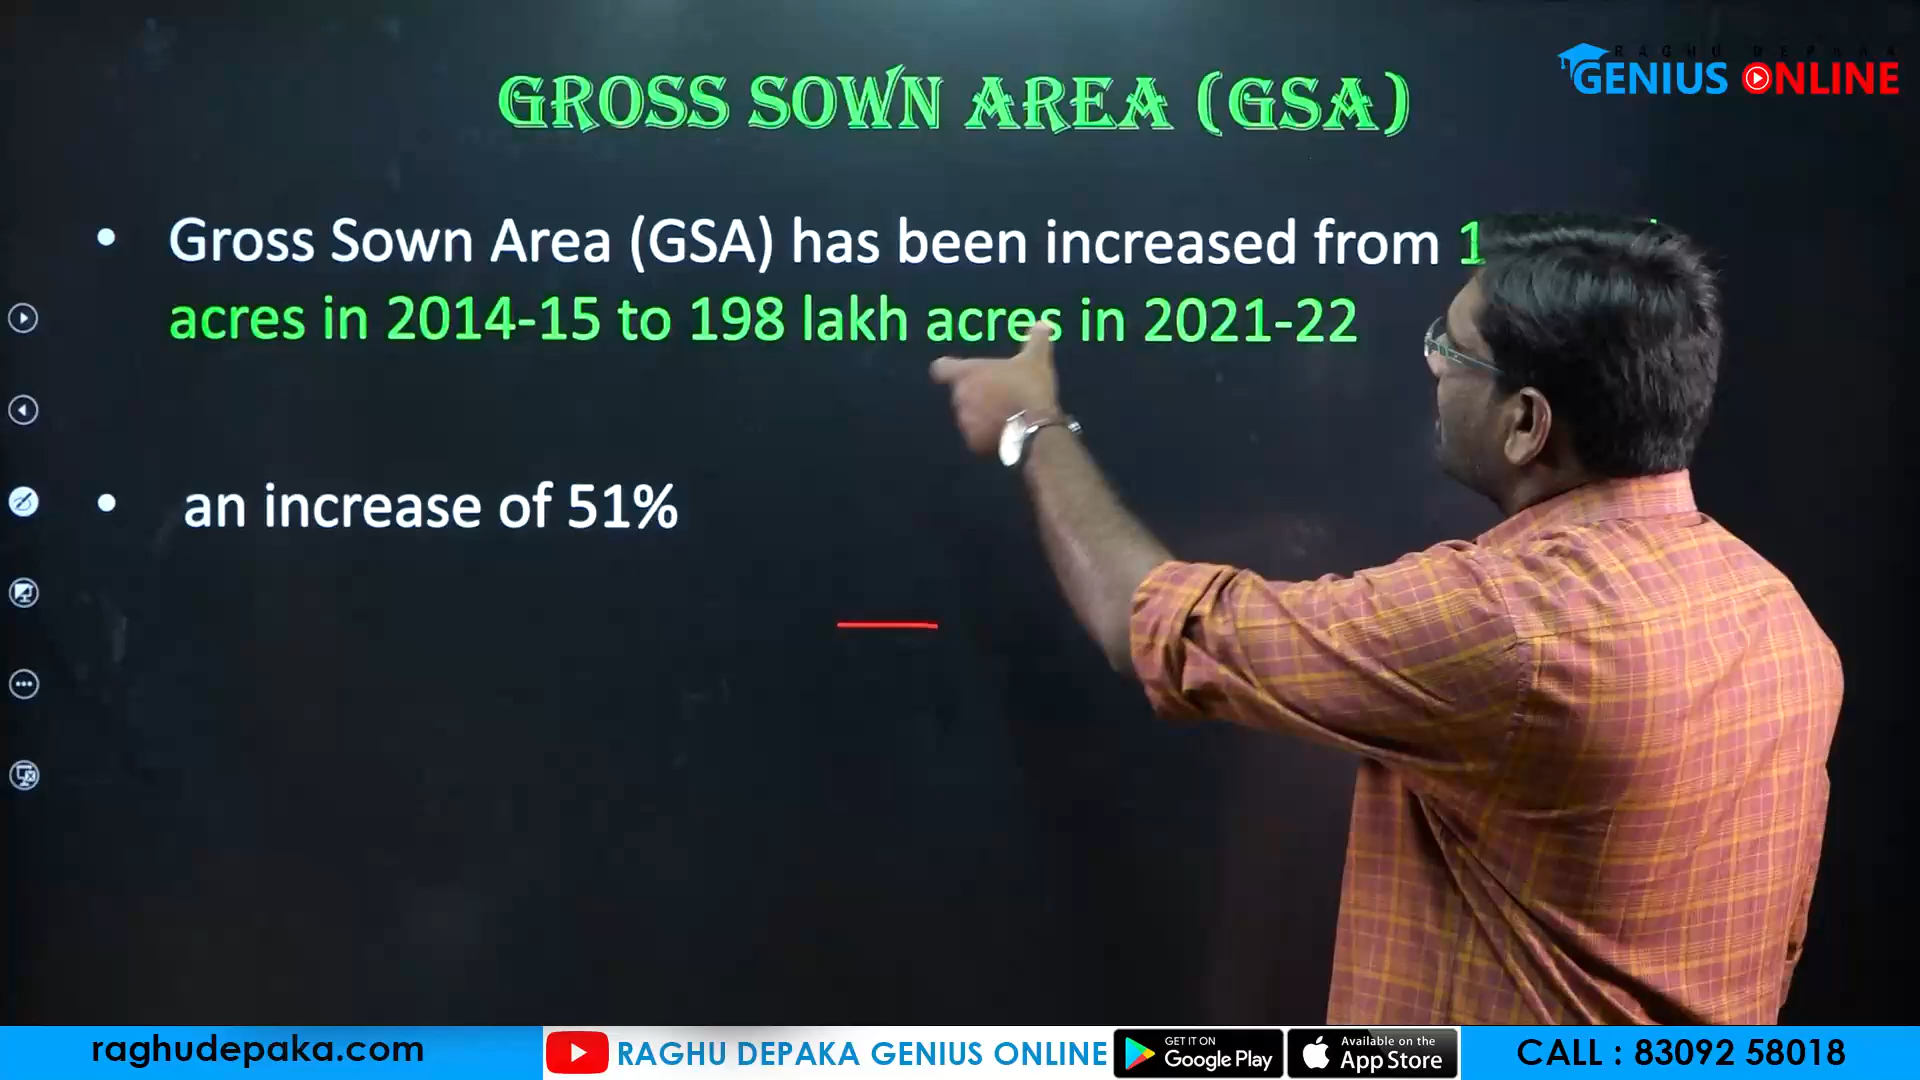 RAGHU DEPAKA
GENIUS ONLINE
GROSS SOWN AREA (GSA)
• Gross Sown Area (GSA) has been increased from 1
acres in 2014-15 to 198 lakh acres in 2021-22
• an increase of 51%
raghudepaka.com
RAGHU DEPAKA GENIUS ONLINE
GET IT ON
Google Play
Available on the
App Store
CALL : 83092 58018